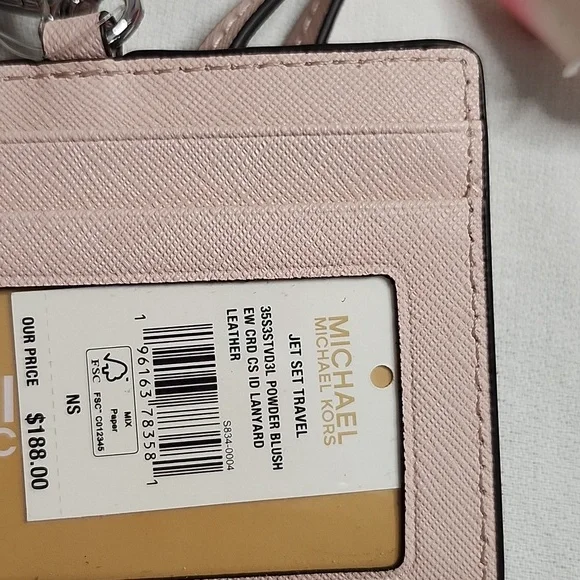 MICHAEL
MICHAEL KORS
JET SET TRAVEL
35S3STVD3L POWDER BLUSH
EW CRD CS ID LANYARD
LEATHER
S834-0004
1 96163 78358 1
FSC
MIX
Paper
FSC® C012345
NS
OUR PRICE $188.00